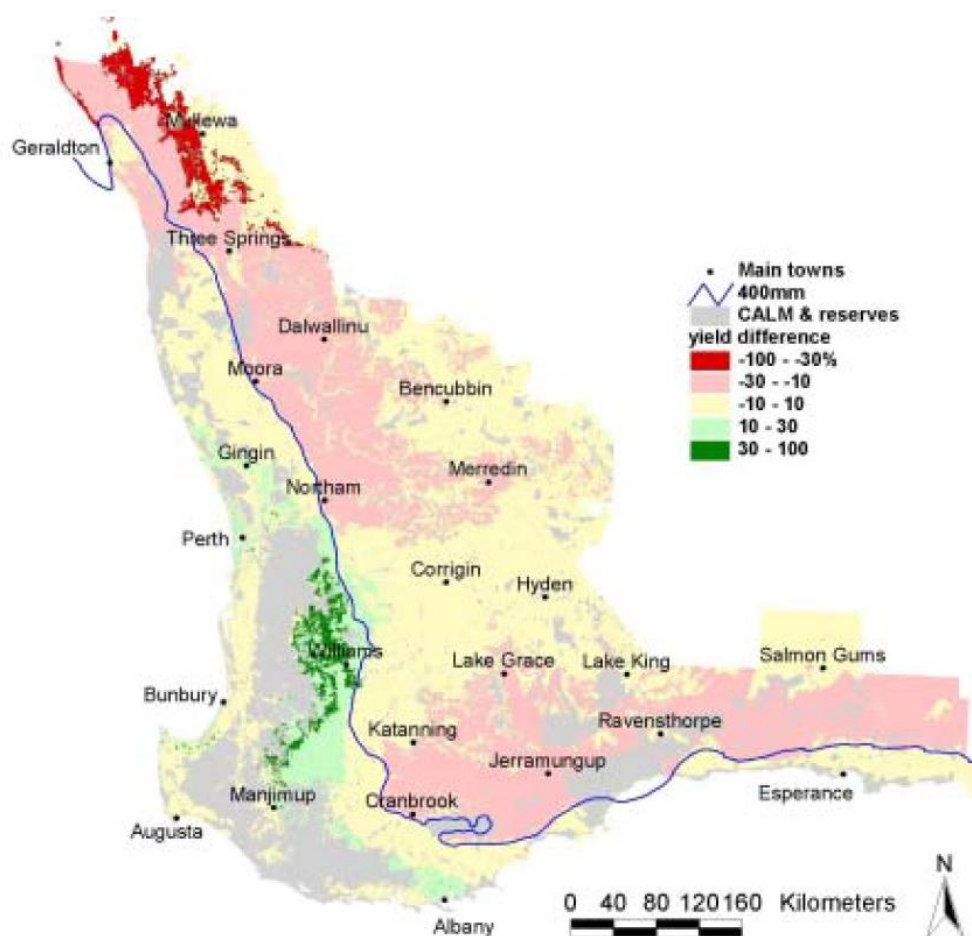 Mullewa
Geraldton
Three Springs
Main towns
400mm
CALM & reserves
yield difference
-100 - -30%
-30 - -10
-10 - 10
10 - 30
30 - 100
Dalwallinu
Moora
Bencubbin
Gingin
Merredin
Northam
Perth
Corrigin
Hyden
Williams
Lake Grace
Lake King
Salmon Gums
Bunbury
Ravensthorpe
Katanning
Jerramungup
Manjimup
Cranbrook
Esperance
Augusta
N
0 40 80 120 160 Kilometers
Albany